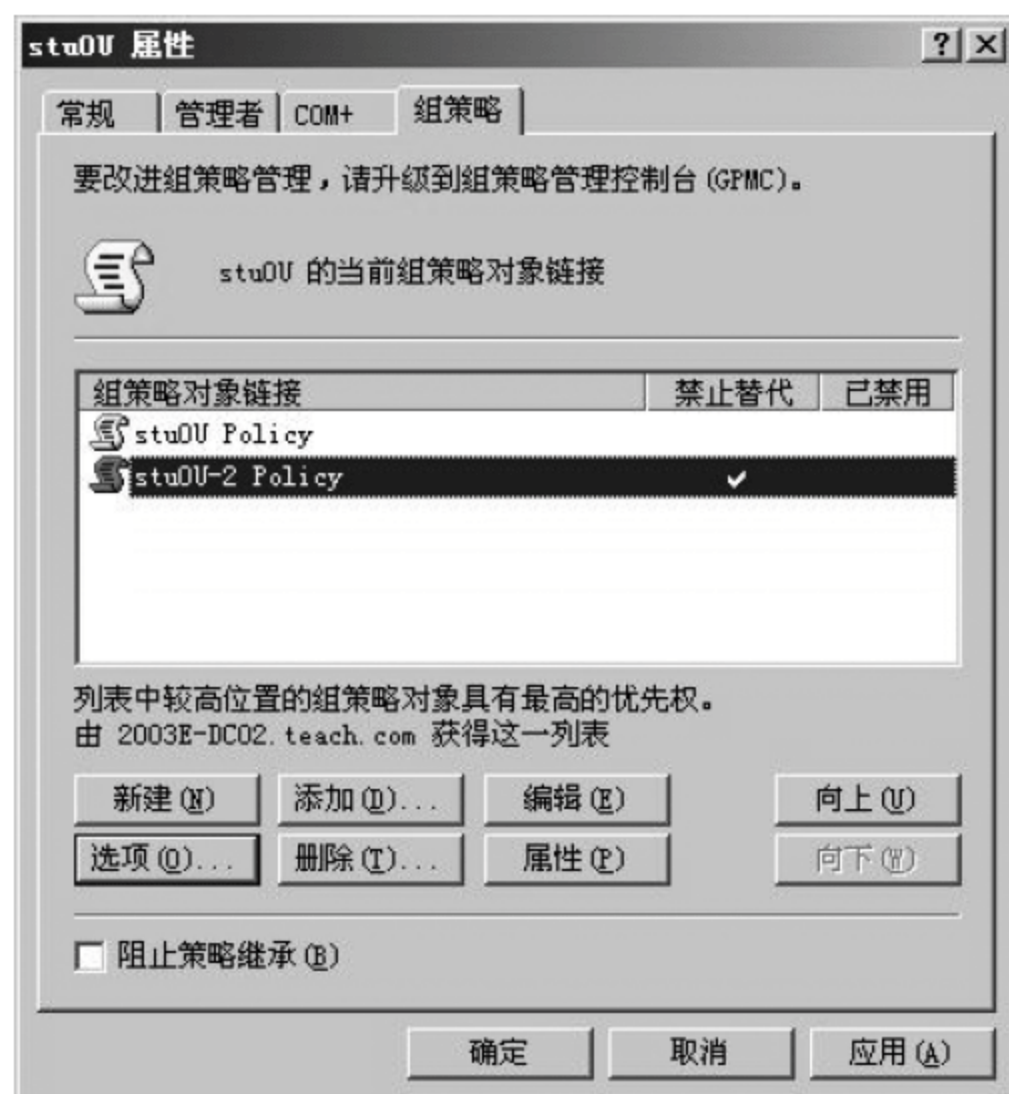 stuOU 属性
常规 管理者 COM+ 组策略
要改进组策略管理，请升级到组策略管理控制台(GPMC)。
stuOU 的当前组策略对象链接
组策略对象链接 禁止替代 已禁用
stuOU Policy
stuOU-2 Policy
列表中较高位置的组策略对象具有最高的优先权。
由 2003E-DC02.teach.com 获得这一列表
新建(N) 添加(D)... 编辑(E) 向上(U)
选项(O)... 删除(T)... 属性(P) 向下(W)
阻止策略继承(B)
确定 取消 应用(A)